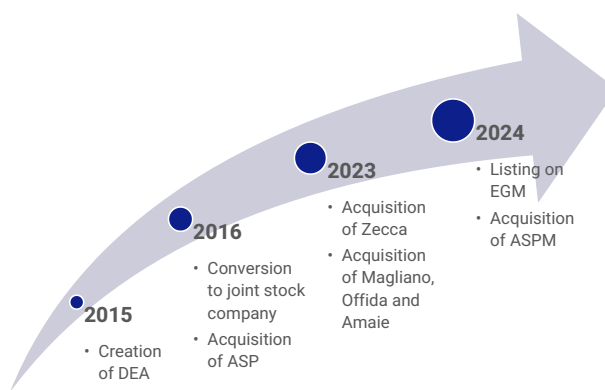 2015
• Creation
of DEA
2016
• Conversion
to joint stock
company
• Acquisition
of ASP
2023
• Acquisition
of Zecca
• Acquisition
of Magliano,
Offida and
Amaie
2024
• Listing on
EGM
• Acquisition
of ASPM